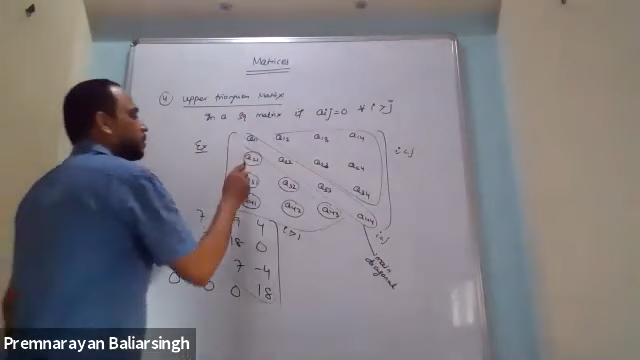 Matrices
④ Upper triangular Matrix
In a sq matrix if aij=0 ∀ i>j
Ex
a11 a12 a13 a14 i<j
a21 a22 a23 a24
a31 a32 a33 a34
a41 a42 a43 a44 i=j
i>j
main
diagonal
7 9 4
18 0
7 -4
0 0 0 18
Premnarayan Baliarsingh